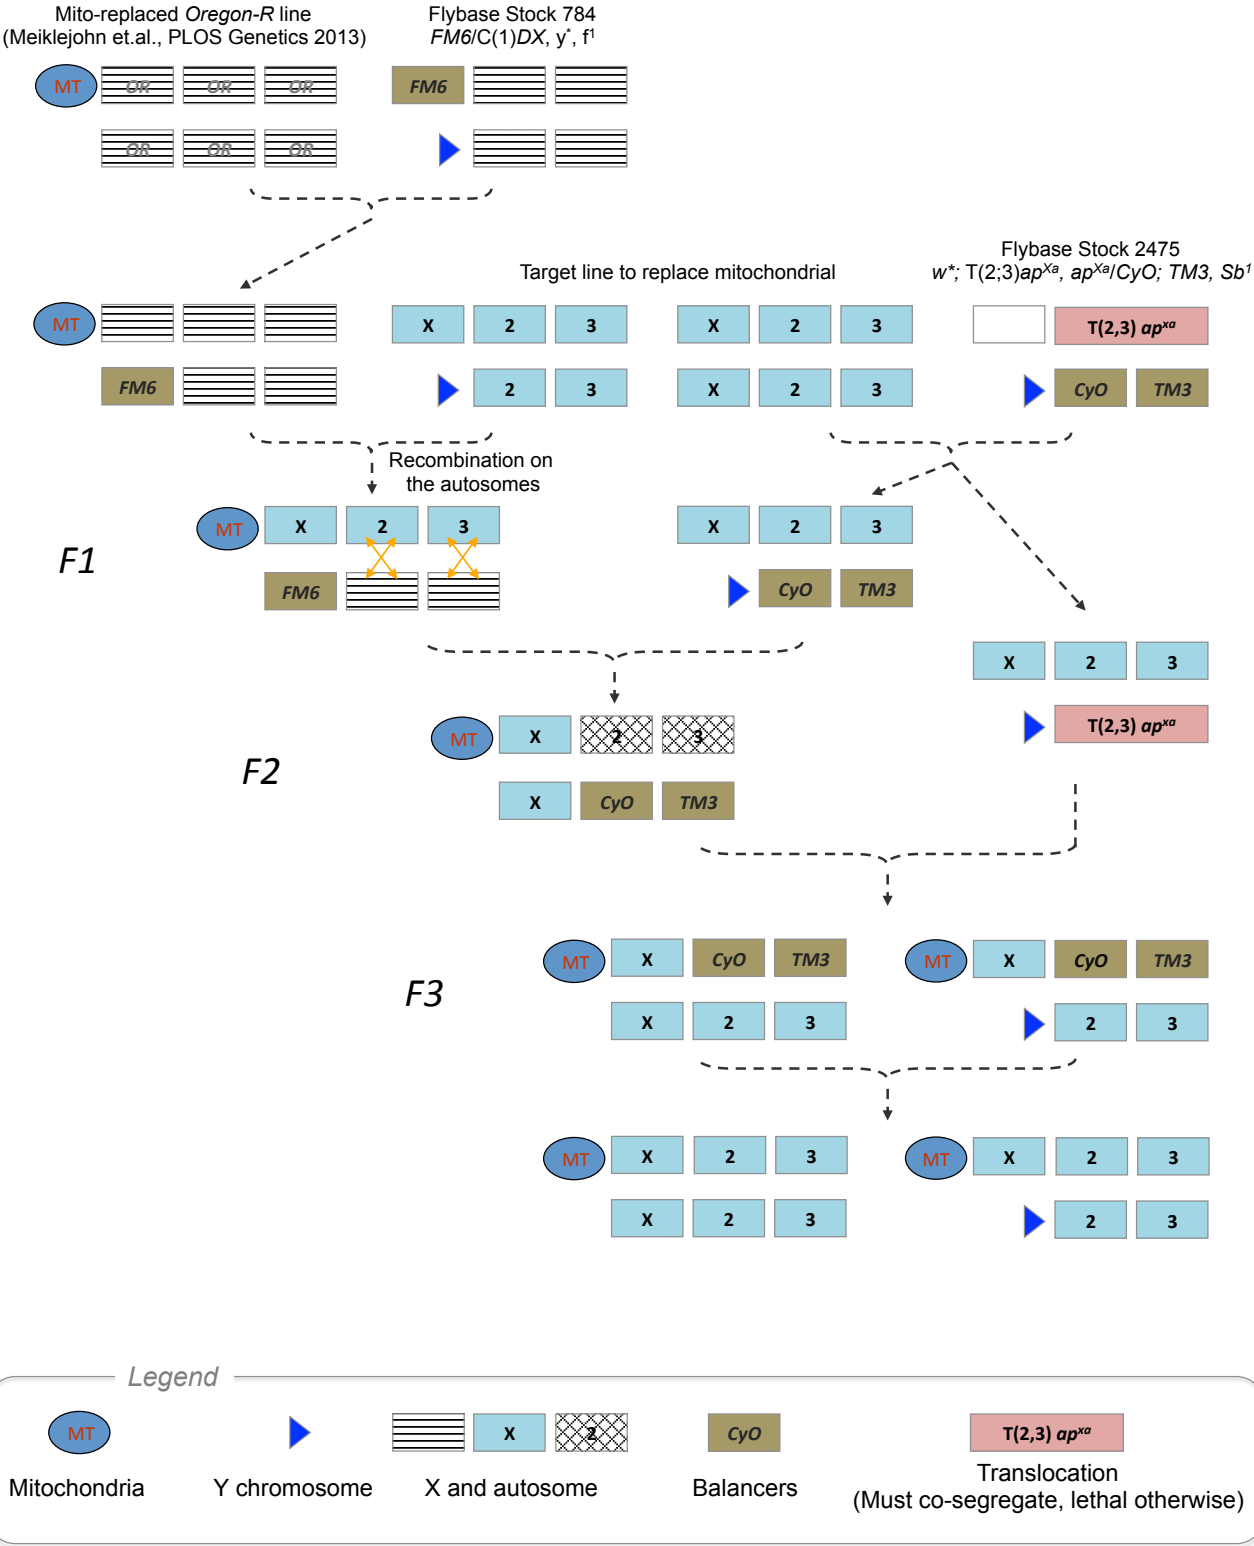 Mito-replaced Oregon-R line
(Meiklejohn et.al., PLOS Genetics 2013)
Flybase Stock 784
FM6/C(1)DX, y*, f1
MT OR OR OR
FM6
OR OR OR
Flybase Stock 2475
w*; T(2;3)apXa, apXa/CyO; TM3, Sb1
Target line to replace mitochondrial
MT
X 2 3
X 2 3
T(2,3) apxa
FM6
2 3
X 2 3
CyO TM3
Recombination on
the autosomes
F1
MT X 2 3
X 2 3
FM6
CyO TM3
X 2 3
T(2,3) apxa
F2
MT X 2 3
X CyO TM3
F3
MT X CyO TM3
MT X CyO TM3
X 2 3
2 3
MT X 2 3
MT X 2 3
X 2 3
2 3
Legend
MT
X 2
CyO
T(2,3) apxa
Mitochondria
Y chromosome
X and autosome
Balancers
Translocation
(Must co-segregate, lethal otherwise)